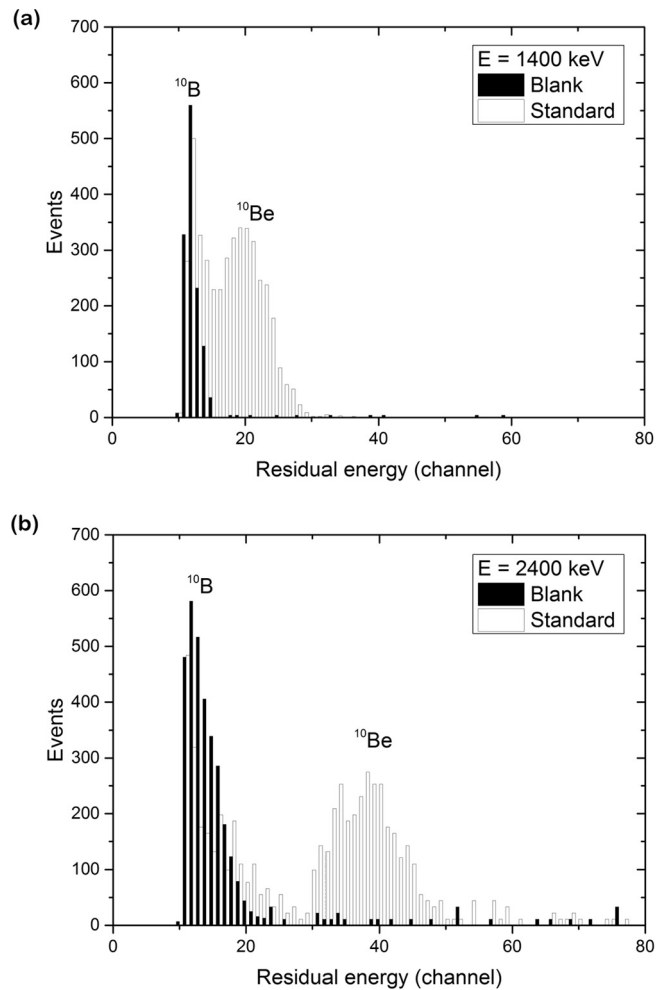 (a)
700
600
500
400
300
200
100
0
Events
¹⁰B
¹⁰Be
E = 1400 keV
Blank
Standard
0 20 40 60 80
Residual energy (channel)
(b)
700
600
500
400
300
200
100
0
Events
¹⁰B
¹⁰Be
E = 2400 keV
Blank
Standard
0 20 40 60 80
Residual energy (channel)